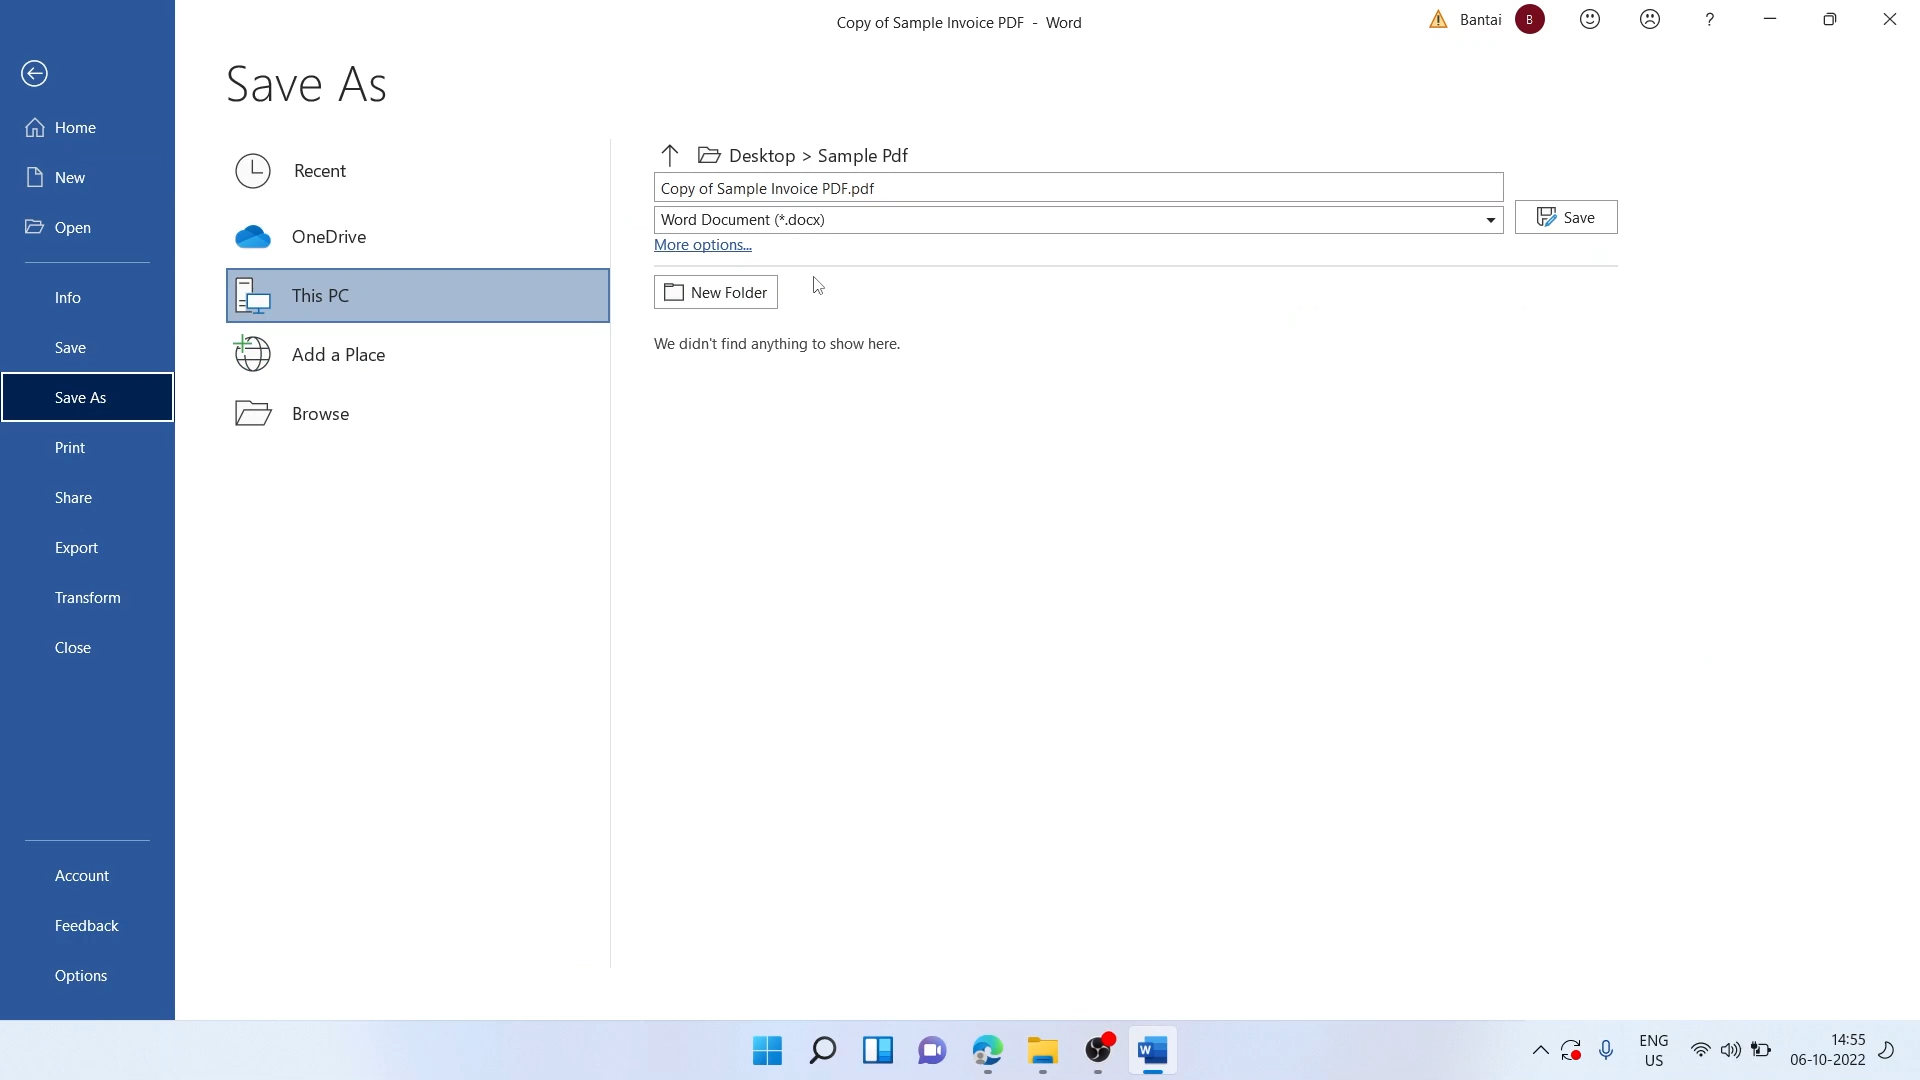 Copy of Sample Invoice PDF - Word
Bantai
B
?
Home
New
Open
Info
Save
Save As
Print
Share
Export
Transform
Close
Account
Feedback
Options
Save As
Recent
OneDrive
This PC
Add a Place
Browse
Desktop > Sample Pdf
Copy of Sample Invoice PDF.pdf
Word Document (*.docx)
Save
More options...
New Folder
We didn't find anything to show here.
W
ENG
US
14:55
06-10-2022